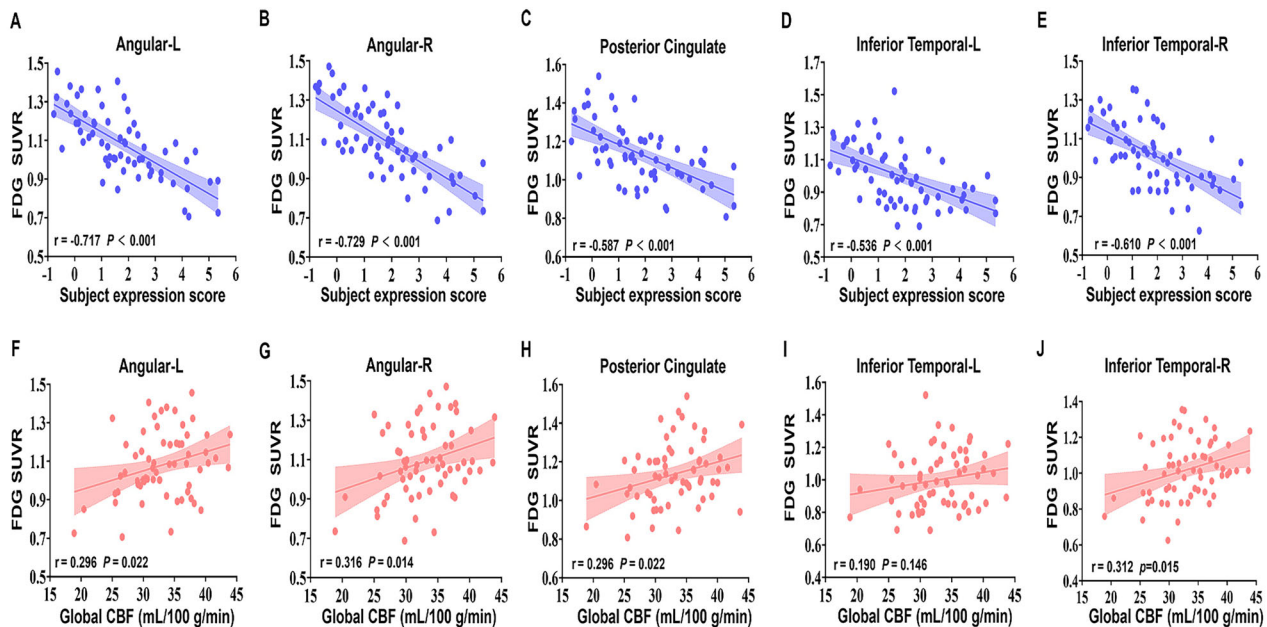 A
Angular-L
FDG SUVR
1.5
1.3
1.1
0.9
0.7
0.5
r = -0.717 P < 0.001
-1 0 1 2 3 4 5 6
Subject expression score
B
Angular-R
FDG SUVR
1.5
1.3
1.1
0.9
0.7
0.5
r = -0.729 P < 0.001
-1 0 1 2 3 4 5 6
Subject expression score
C
Posterior Cingulate
FDG SUVR
1.6
1.4
1.2
1.0
0.8
0.6
r = -0.587 P < 0.001
-1 0 1 2 3 4 5 6
Subject expression score
D
Inferior Temporal-L
FDG SUVR
1.7
1.5
1.3
1.1
0.9
0.7
0.5
r = -0.536 P < 0.001
-1 0 1 2 3 4 5 6
Subject expression score
E
Inferior Temporal-R
FDG SUVR
1.5
1.3
1.1
0.9
0.7
0.5
r = -0.610 P < 0.001
-1 0 1 2 3 4 5 6
Subject expression score
F
Angular-L
FDG SUVR
1.5
1.3
1.1
0.9
0.7
0.5
r = 0.296 P = 0.022
15 20 25 30 35 40 45
Global CBF (mL/100 g/min)
G
Angular-R
FDG SUVR
1.5
1.3
1.1
0.9
0.7
0.5
r = 0.316 P = 0.014
15 20 25 30 35 40 45
Global CBF (mL/100 g/min)
H
Posterior Cingulate
FDG SUVR
1.6
1.4
1.2
1.0
0.8
0.6
r = 0.296 P = 0.022
15 20 25 30 35 40 45
Global CBF (mL/100 g/min)
I
Inferior Temporal-L
FDG SUVR
1.6
1.4
1.2
1.0
0.8
0.6
0.4
r = 0.190 P = 0.146
15 20 25 30 35 40 45
Global CBF (mL/100 g/min)
J
Inferior Temporal-R
FDG SUVR
1.4
1.2
1.0
0.8
0.6
0.4
r = 0.312 p=0.015
15 20 25 30 35 40 45
Global CBF (mL/100 g/min)